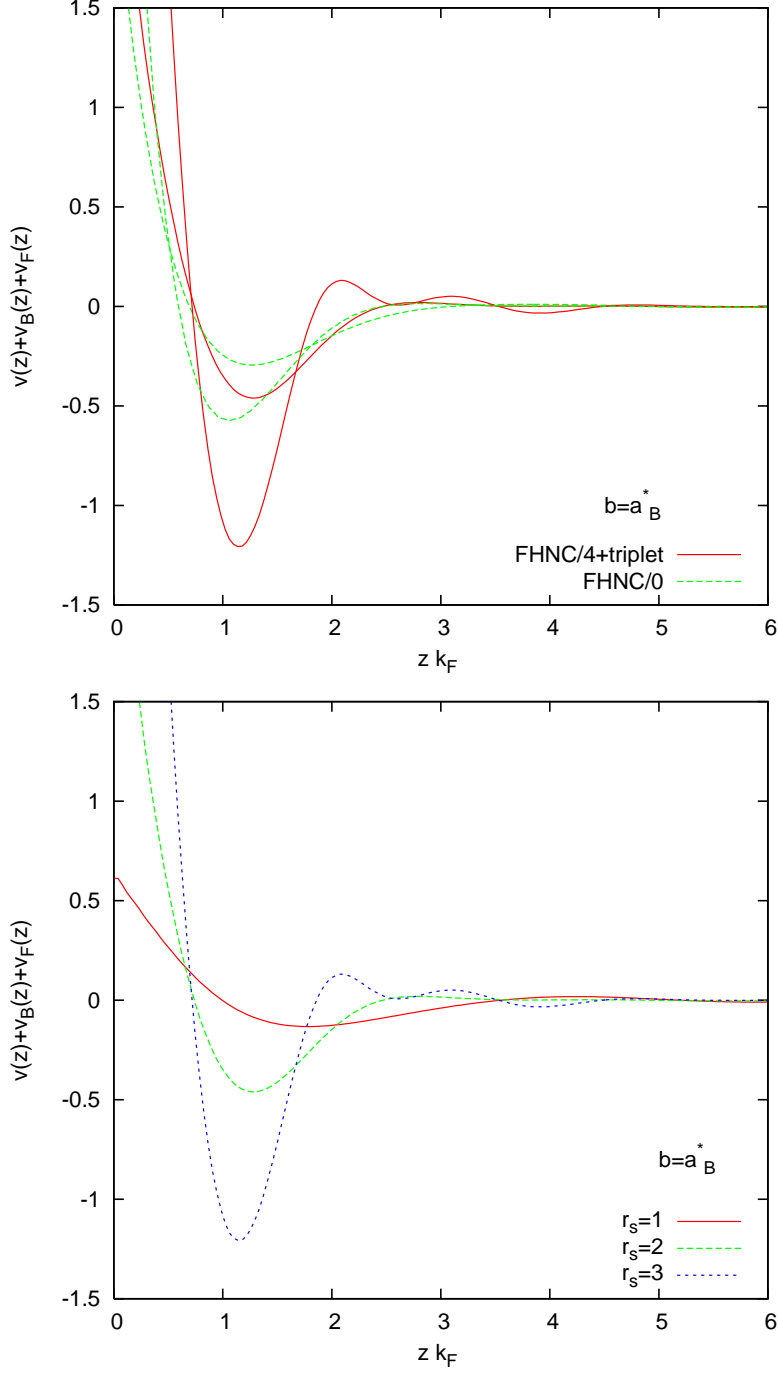 1.5
1
0.5
0
-0.5
-1
-1.5
v(z)+v_B(z)+v_F(z)
b=a*_B
FHNC/4+triplet
FHNC/0
0 1 2 3 4 5 6
z k_F
1.5
1
0.5
0
-0.5
-1
-1.5
v(z)+v_B(z)+v_F(z)
b=a*_B
r_s=1
r_s=2
r_s=3
0 1 2 3 4 5 6
z k_F